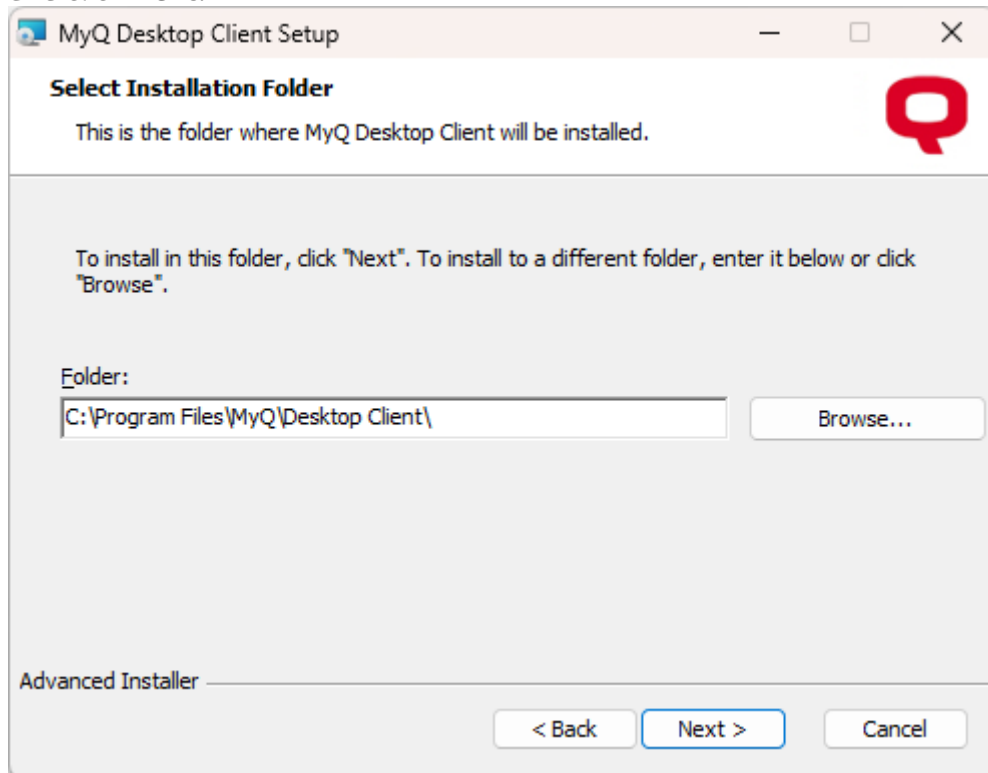 MyQ Desktop Client Setup
Select Installation Folder
This is the folder where MyQ Desktop Client will be installed.
To install in this folder, click "Next". To install to a different folder, enter it below or click
"Browse".
Folder:
C:\Program Files\MyQ\Desktop Client\
Browse...
Advanced Installer
< Back
Next >
Cancel